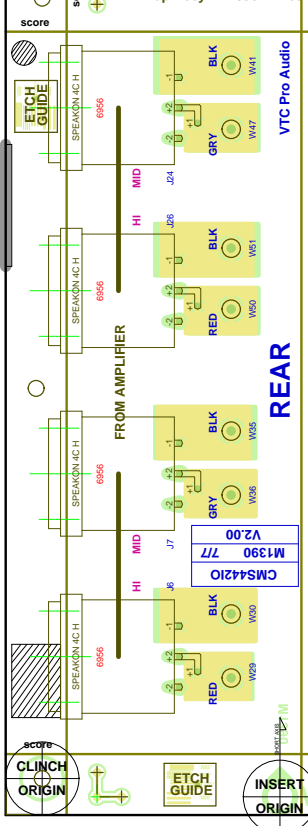 score
ETCH
GUIDE
SPEAKON 4C H
6956
-1
+2
+1
-2
BLK
W41
GRY
W47
VTC Pro Audio
MID
J24
HI
J26
SPEAKON 4C H
6956
-1
+2
+1
-2
BLK
W51
RED
W50
FROM AMPLIFIER
REAR
SPEAKON 4C H
6956
-1
+2
+1
-2
BLK
W35
GRY
W36
MID
J7
HI
J6
CMS442IO
M1390 7/7
V2.00
SPEAKON 4C H
6956
-1
+2
+1
-2
BLK
W30
RED
W29
SHORT AXIS
score
CLINCH
ORIGIN
ETCH
GUIDE
INSERT
ORIGIN